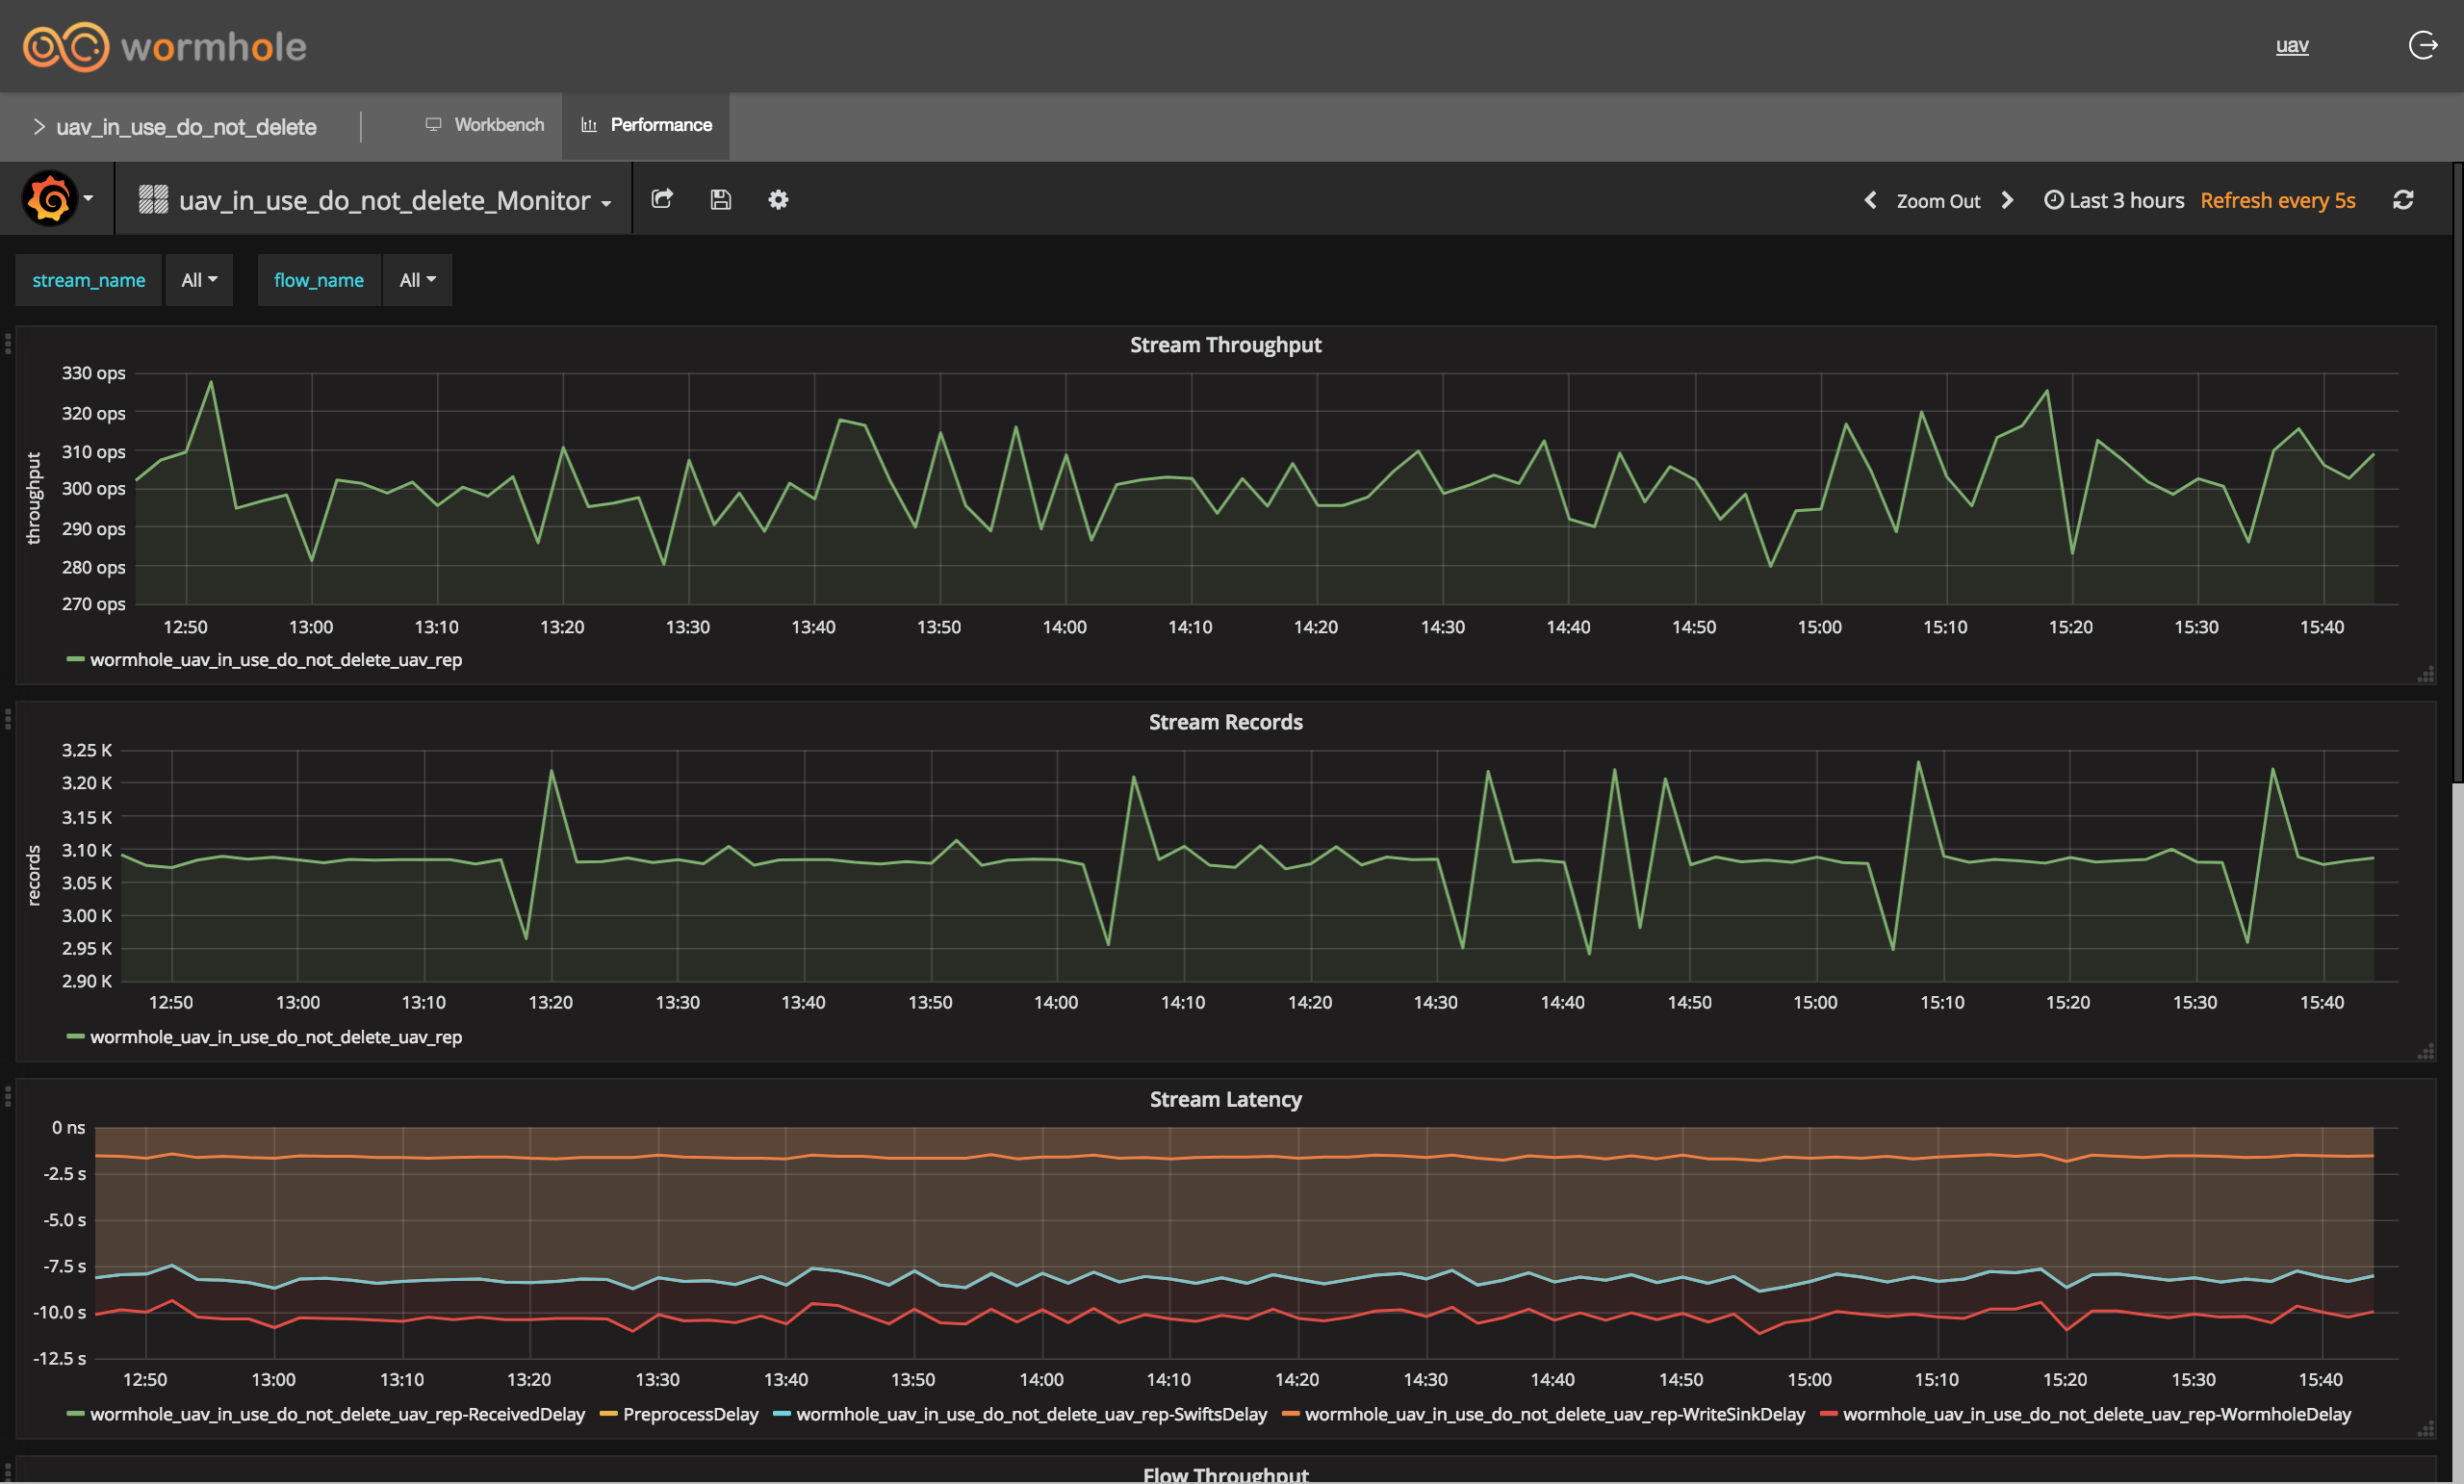 wormhole
uav
uav_in_use_do_not_delete
Workbench
Performance
uav_in_use_do_not_delete_Monitor
Zoom Out
Last 3 hours
Refresh every 5s
stream_name All flow_name All
Stream Throughput
330 ops
320 ops
310 ops
300 ops
290 ops
280 ops
270 ops
throughput
12:50 13:00 13:10 13:20 13:30 13:40 13:50 14:00 14:10 14:20 14:30 14:40 14:50 15:00 15:10 15:20 15:30 15:40
wormhole_uav_in_use_do_not_delete_uav_rep
Stream Records
3.25 K
3.20 K
3.15 K
3.10 K
3.05 K
3.00 K
2.95 K
2.90 K
records
12:50 13:00 13:10 13:20 13:30 13:40 13:50 14:00 14:10 14:20 14:30 14:40 14:50 15:00 15:10 15:20 15:30 15:40
wormhole_uav_in_use_do_not_delete_uav_rep
Stream Latency
0 ns
-2.5 s
-5.0 s
-7.5 s
-10.0 s
-12.5 s
12:50 13:00 13:10 13:20 13:30 13:40 13:50 14:00 14:10 14:20 14:30 14:40 14:50 15:00 15:10 15:20 15:30 15:40
wormhole_uav_in_use_do_not_delete_uav_rep-ReceivedDelay PreprocessDelay wormhole_uav_in_use_do_not_delete_uav_rep-SwiftsDelay wormhole_uav_in_use_do_not_delete_uav_rep-WriteSinkDelay wormhole_uav_in_use_do_not_delete_uav_rep-WormholeDelay
Flow Throughput